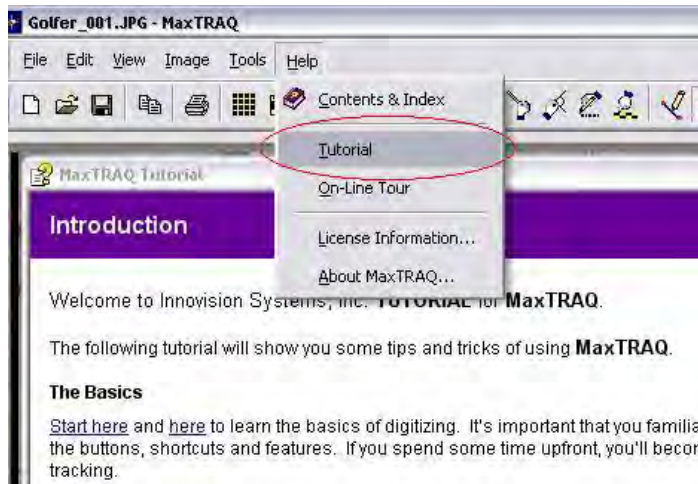 Golfer_001.JPG - MaxTRAQ
File Edit View Image Tools Help
Contents & Index
Tutorial
On-Line Tour
License Information...
About MaxTRAQ...
MaxTRAQ Tutorial
Introduction
Welcome to Innovision Systems, Inc. TUTORIAL for MaxTRAQ.
The following tutorial will show you some tips and tricks of using MaxTRAQ.
The Basics
Start here and here to learn the basics of digitizing. It's important that you familia
the buttons, shortcuts and features. If you spend some time upfront, you'll becor
tracking.